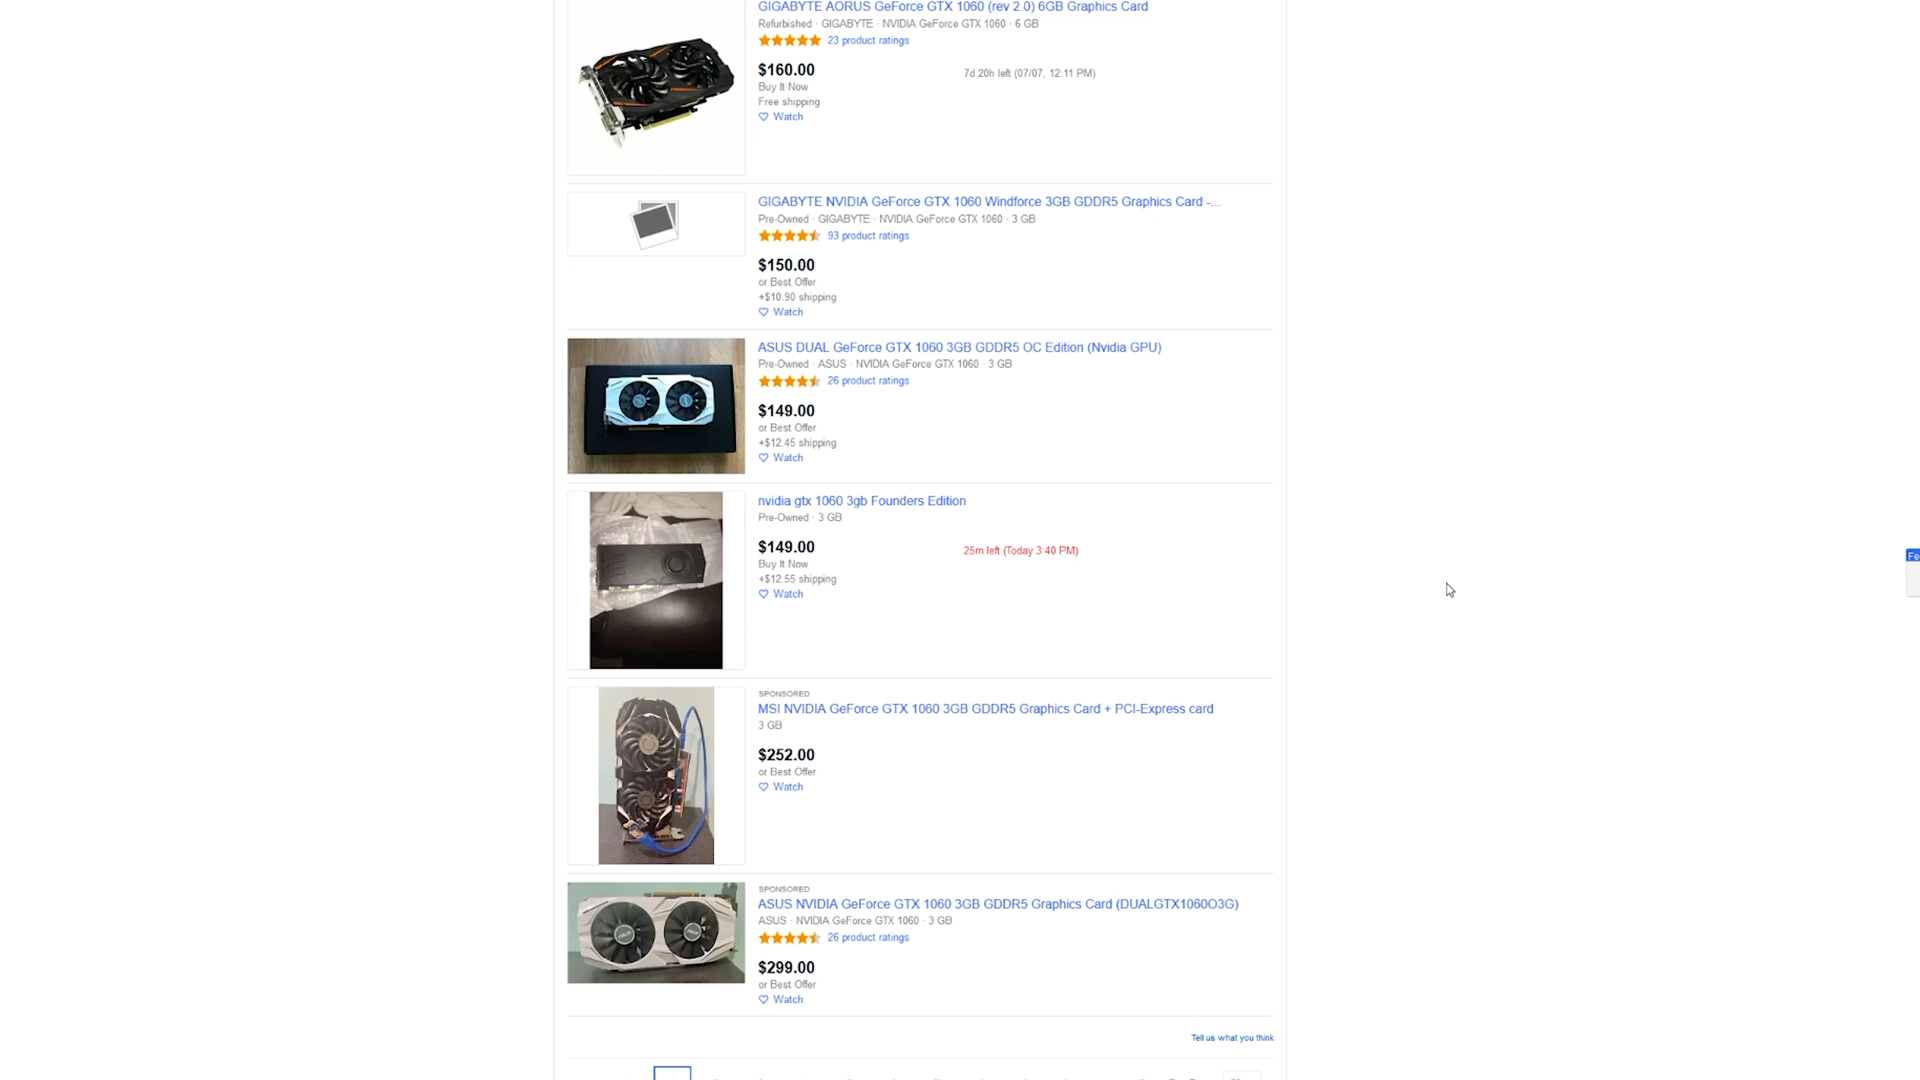 GIGABYTE AORUS GeForce GTX 1060 (rev 2.0) 6GB Graphics Card
Refurbished · GIGABYTE · NVIDIA GeForce GTX 1060 · 6 GB
23 product ratings
$160.00
7d 20h left (07/07, 12:11 PM)
Buy It Now
Free shipping
Watch
GIGABYTE NVIDIA GeForce GTX 1060 Windforce 3GB GDDR5 Graphics Card -...
Pre-Owned · GIGABYTE · NVIDIA GeForce GTX 1060 · 3 GB
93 product ratings
$150.00
or Best Offer
+$10.90 shipping
Watch
ASUS DUAL GeForce GTX 1060 3GB GDDR5 OC Edition (Nvidia GPU)
Pre-Owned · ASUS · NVIDIA GeForce GTX 1060 · 3 GB
26 product ratings
$149.00
or Best Offer
+$12.45 shipping
Watch
nvidia gtx 1060 3gb Founders Edition
Pre-Owned · 3 GB
$149.00
25m left (Today 3:40 PM)
Buy It Now
+$12.55 shipping
Watch
SPONSORED
MSI NVIDIA GeForce GTX 1060 3GB GDDR5 Graphics Card + PCI-Express card
3 GB
$252.00
or Best Offer
Watch
SPONSORED
ASUS NVIDIA GeForce GTX 1060 3GB GDDR5 Graphics Card (DUALGTX1060O3G)
ASUS · NVIDIA GeForce GTX 1060 · 3 GB
26 product ratings
$299.00
or Best Offer
Watch
Tell us what you think